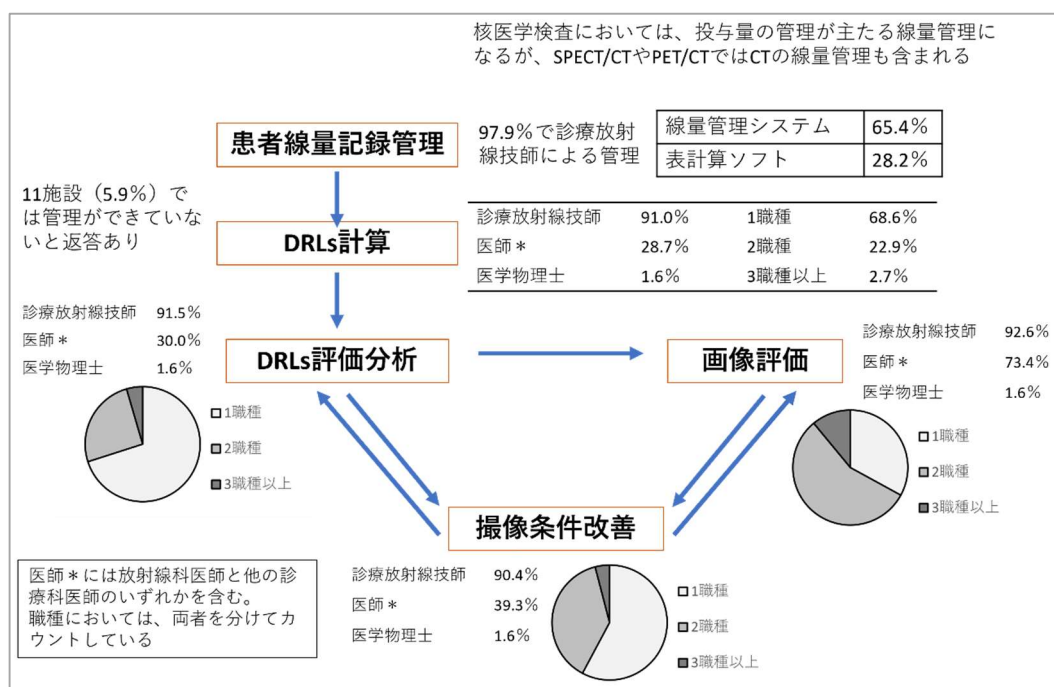 核医学検査においては、投与量の管理が主たる線量管理に
なるが、SPECT/CTやPET/CTではCTの線量管理も含まれる
患者線量記録管理
97.9%で診療放射
線技師による管理
線量管理システム 65.4%
表計算ソフト 28.2%
11施設（5.9%）で
は管理ができていな
いと返答あり
DRLs計算
診療放射線技師 91.0% 1職種 68.6%
医師＊ 28.7% 2職種 22.9%
医学物理士 1.6% 3職種以上 2.7%
診療放射線技師 91.5%
医師＊ 30.0%
医学物理士 1.6%
1職種
2職種
3職種以上
DRLs評価分析
画像評価
診療放射線技師 92.6%
医師＊ 73.4%
医学物理士 1.6%
1職種
2職種
3職種以上
撮像条件改善
診療放射線技師 90.4%
医師＊ 39.3%
医学物理士 1.6%
1職種
2職種
3職種以上
医師＊には放射線科医師と他の診
療科医師のいずれかを含む。
職種においては、両者を分けてカ
ウントしている